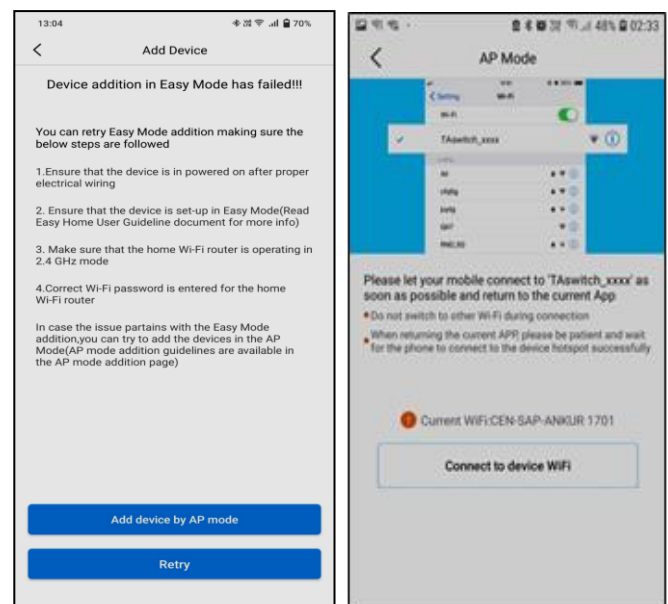 13:04
70%
Add Device
Device addition in Easy Mode has failed!!!
You can retry Easy Mode addition making sure the
below steps are followed
1.Ensure that the device is in powered on after proper
electrical wiring
2. Ensure that the device is set-up in Easy Mode(Read
Easy Home User Guideline document for more info)
3. Make sure that the home Wi-Fi router is operating in
2.4 GHz mode
4.Correct Wi-Fi password is entered for the home
Wi-Fi router
In case the issue partains with the Easy Mode
addition,you can try to add the devices in the AP
Mode(AP mode addition guidelines are available in
the AP mode addition page)
Add device by AP mode
Retry
48% 02:33
AP Mode
Setting Wi-Fi
Wi-Fi
TAswitch_xxxx
Please let your mobile connect to 'TAswitch_xxxx' as
soon as possible and return to the current App
Do not switch to other Wi-Fi during connection
When returning the current APP, please be patient and wait
for the phone to connect to the device hotspot successfully
Current WiFi:CEN-SAP-ANKUR 1701
Connect to device WiFi